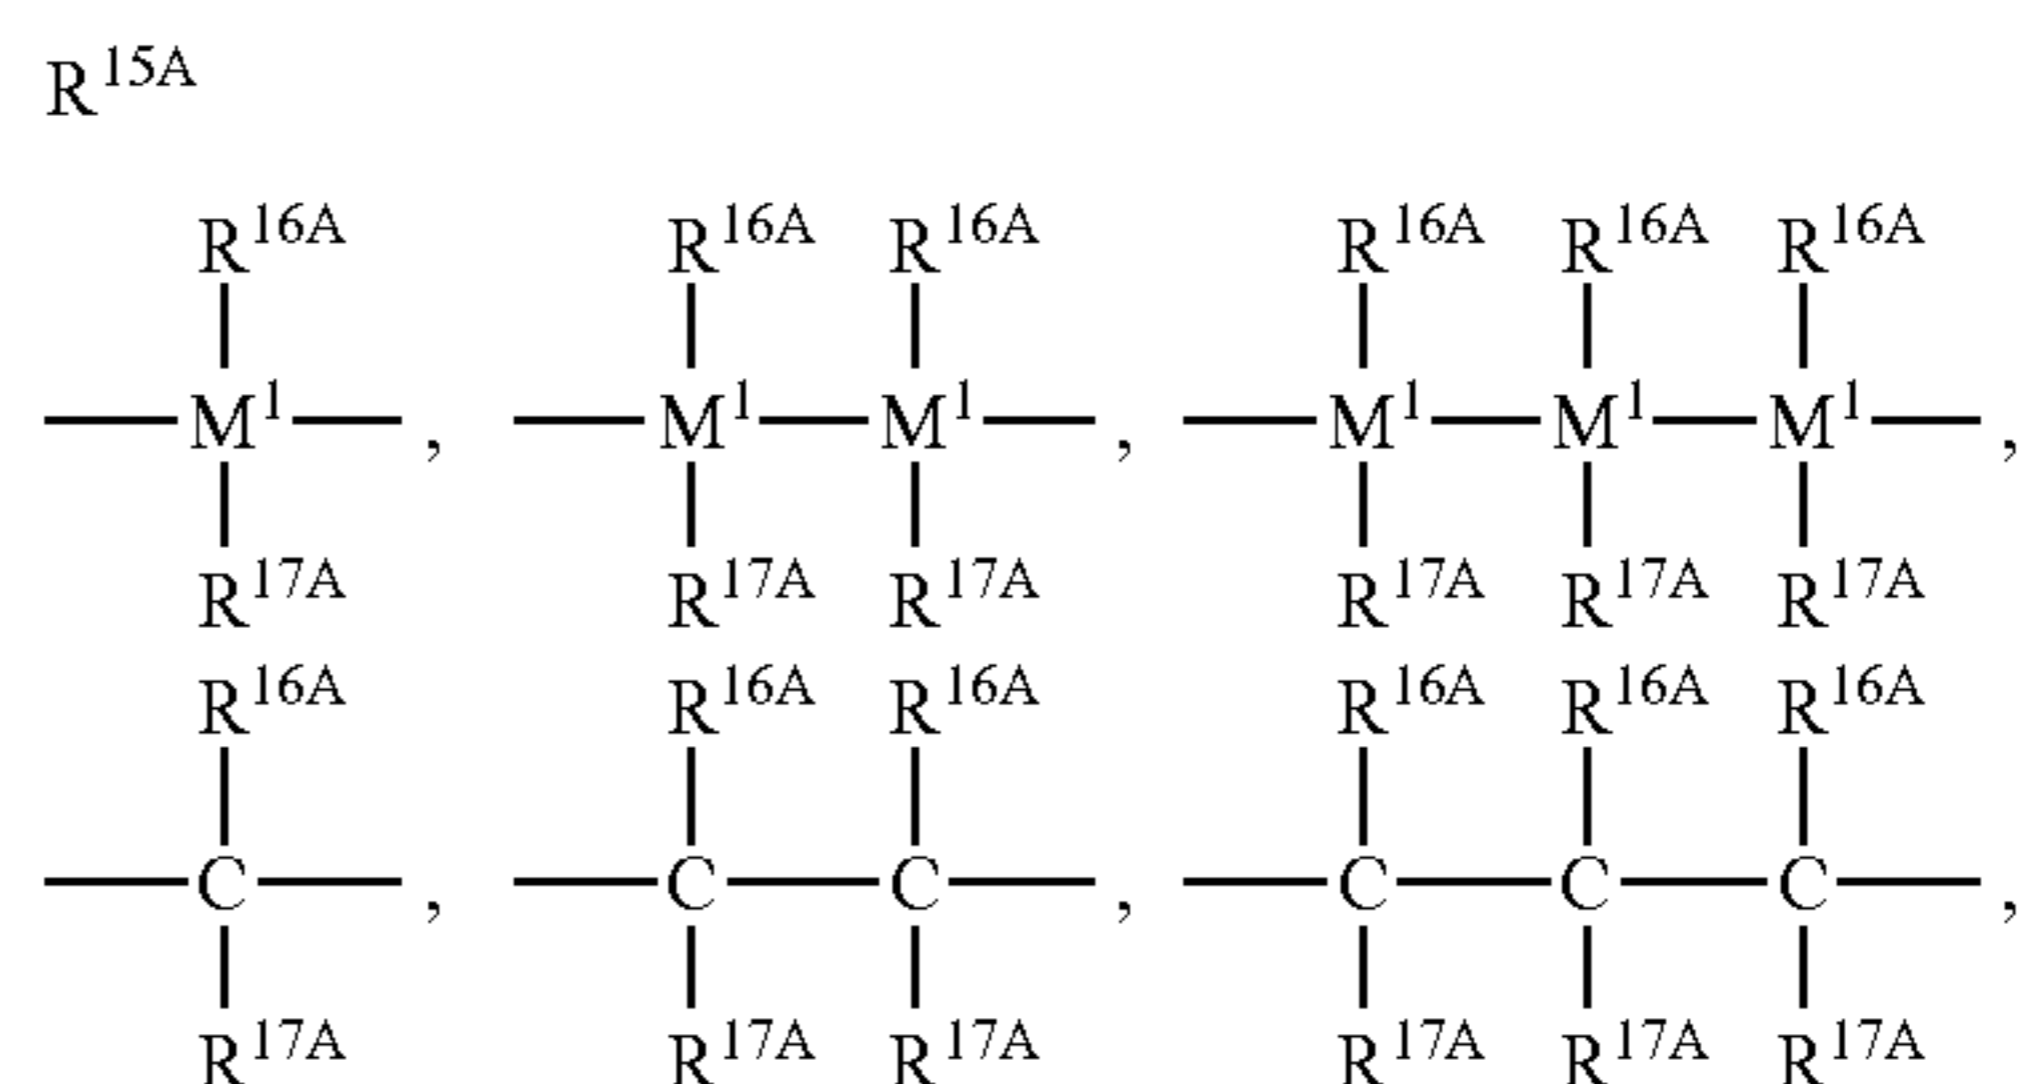 R15A
R16A R16A R16A R16A R16A R16A
M1 , M1 M1 , M1 M1 M1 ,
R17A R17A R17A R17A R17A R17A
R16A R16A R16A R16A R16A R16A
C , C C , C C C ,
R17A R17A R17A R17A R17A R17A